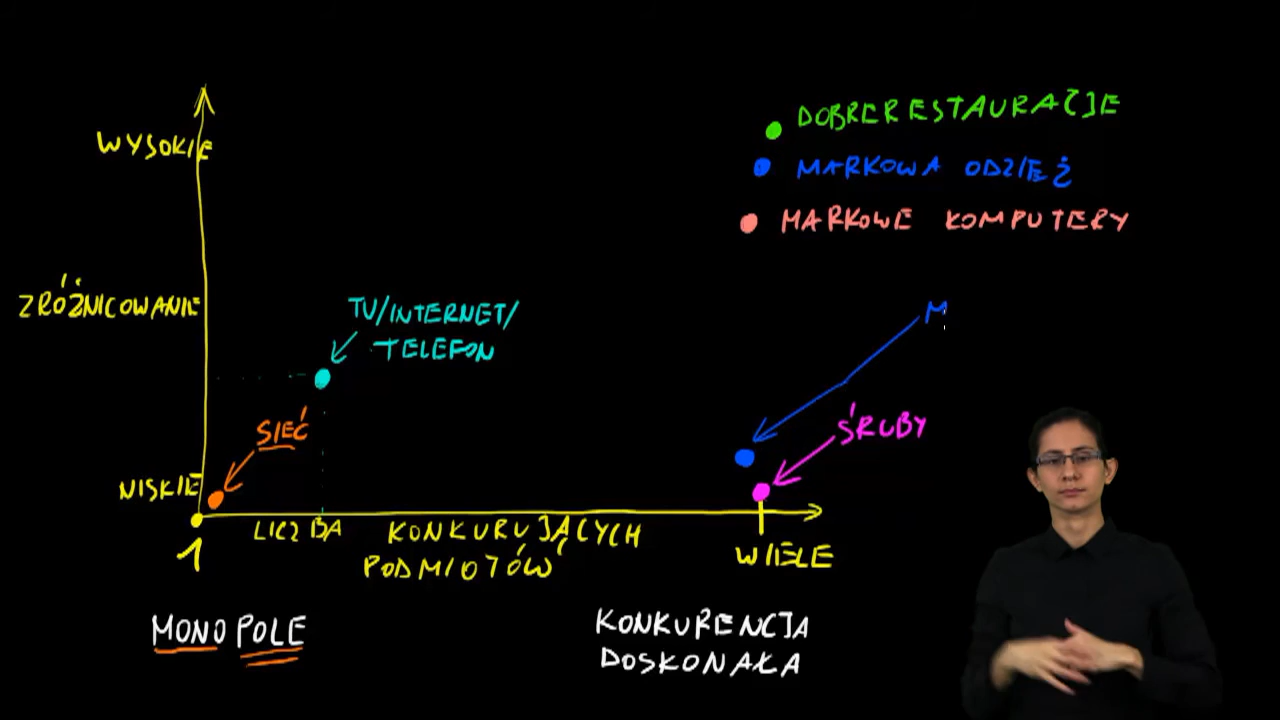 WYSOKIE
ZRÓŻNICOWANIE
NISKIE
1
LICZBA KONKURUJĄCYCH
PODMIOTÓW
WIELE
MONOPOLE
KONKURENCJA
DOSKONAŁA
SIEĆ
TV/INTERNET/
TELEFON
DOBRE RESTAURACJE
MARKOWA ODZIEŻ
MARKOWE KOMPUTERY
M
ŚRUBY